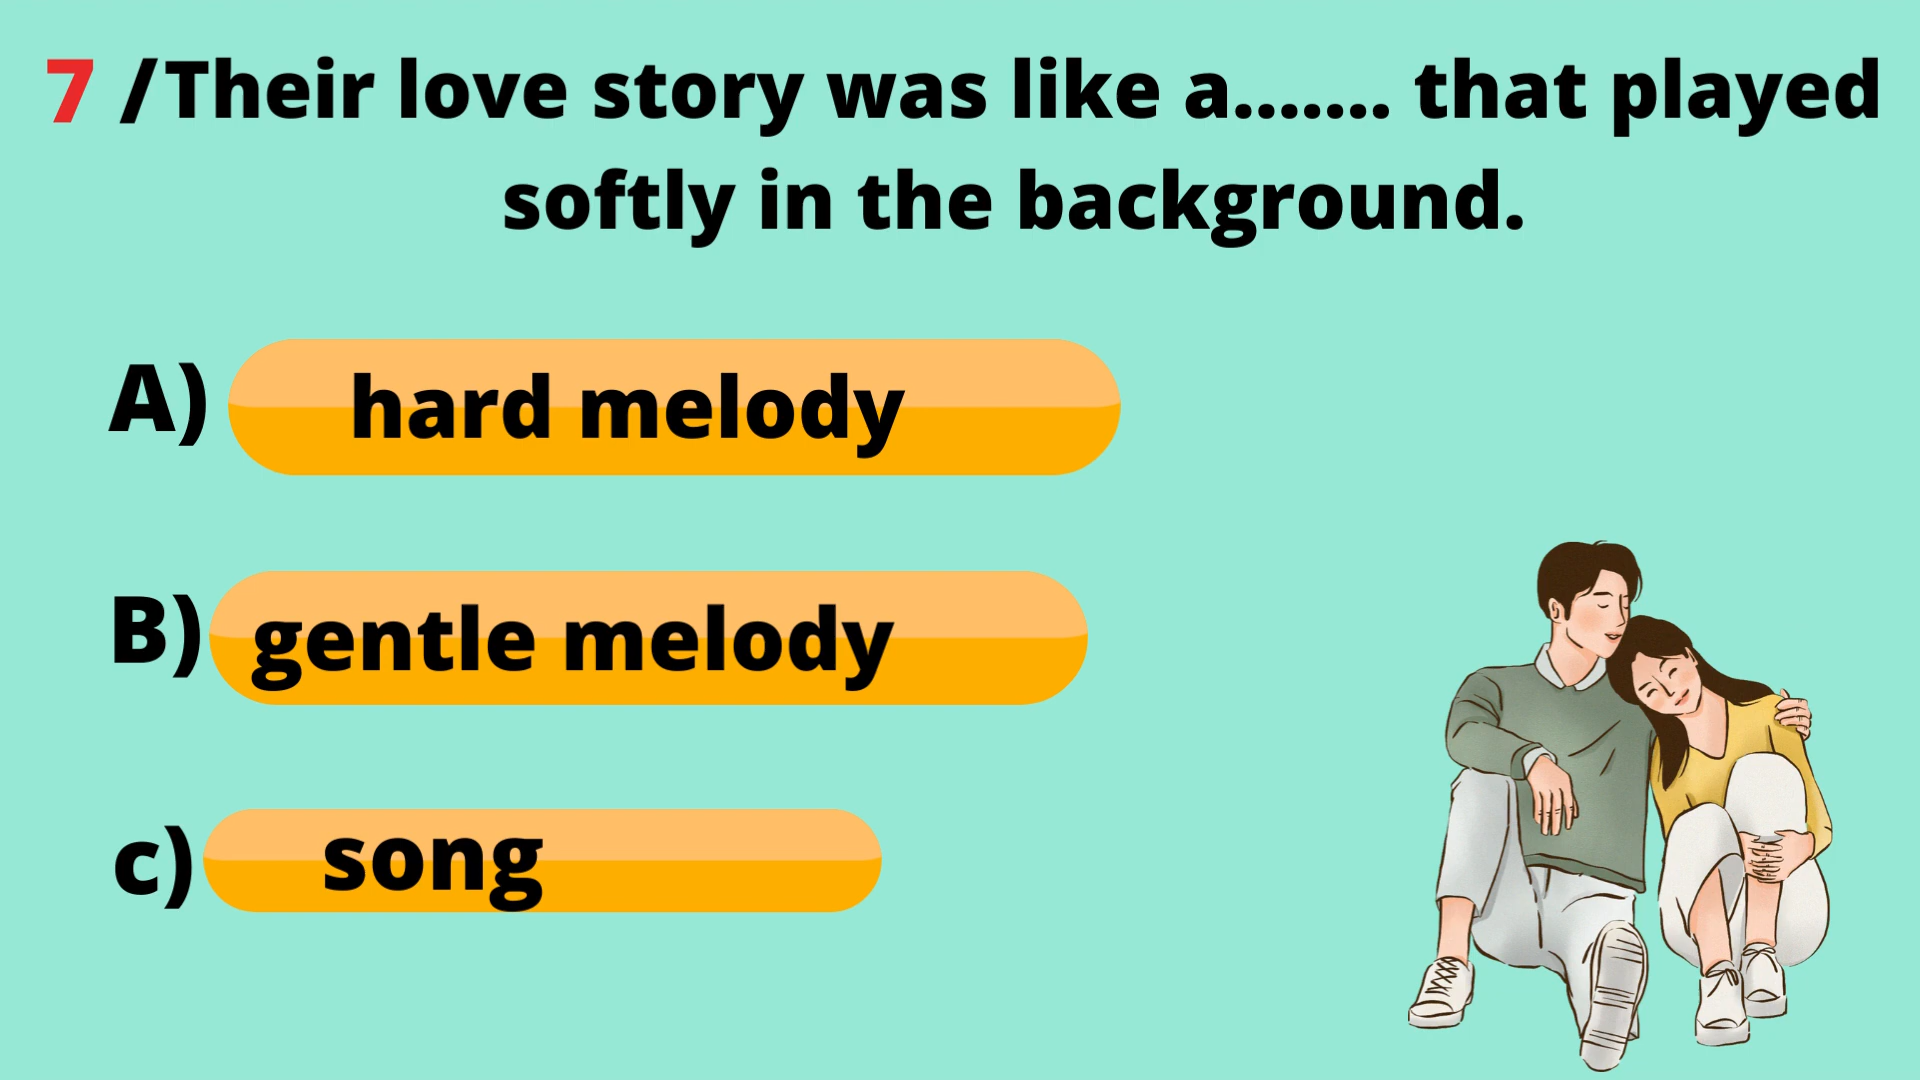 7 /Their love story was like a....... that played
softly in the background.
A) hard melody
B) gentle melody
c) song